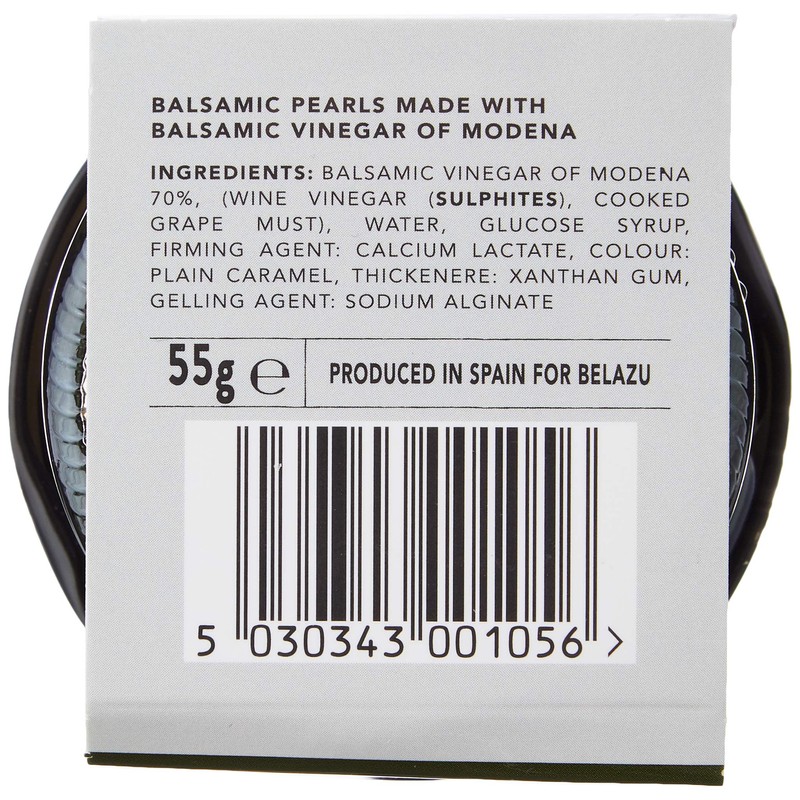 BALSAMIC PEARLS MADE WITH
BALSAMIC VINEGAR OF MODENA
INGREDIENTS: BALSAMIC VINEGAR OF MODENA
70%, (WINE VINEGAR (SULPHITES), COOKED
GRAPE MUST), WATER, GLUCOSE SYRUP,
FIRMING AGENT: CALCIUM LACTATE, COLOUR:
PLAIN CARAMEL, THICKENERE: XANTHAN GUM,
GELLING AGENT: SODIUM ALGINATE
55g ℮ PRODUCED IN SPAIN FOR BELAZU
5 030343 001056 >